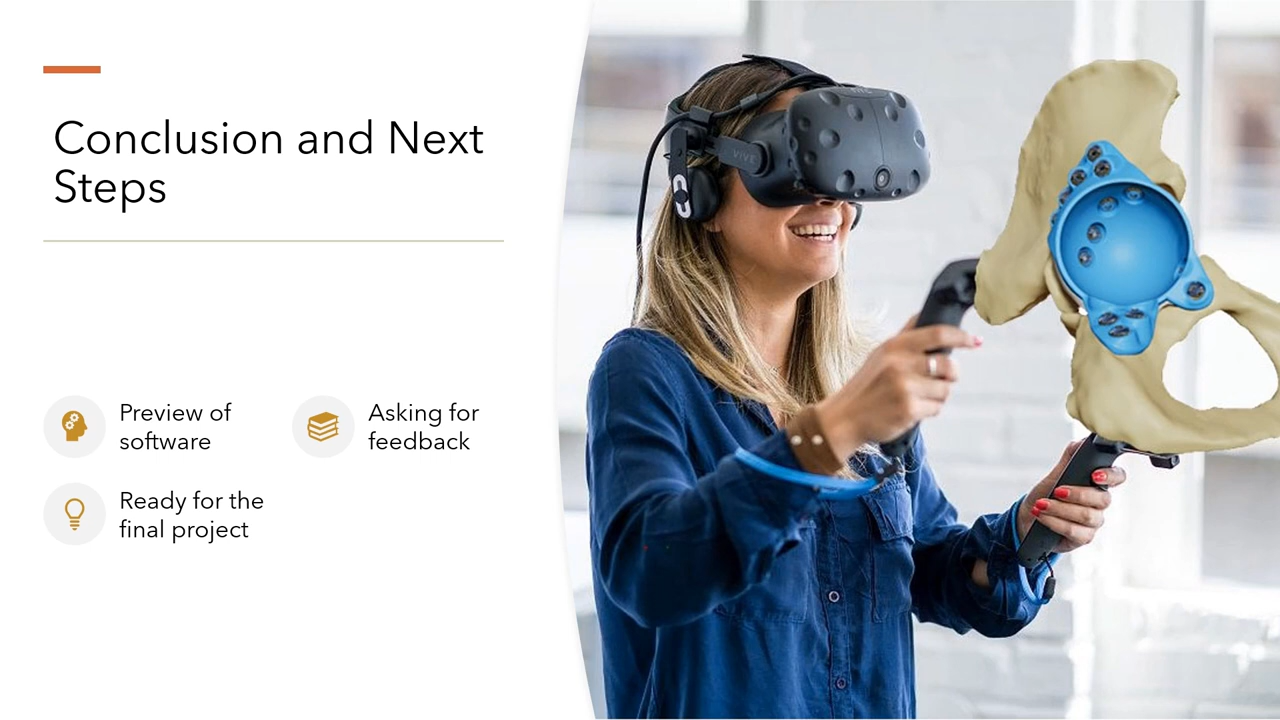 Conclusion and Next
Steps
Preview of
software
Asking for
feedback
Ready for the
final project
VIVE